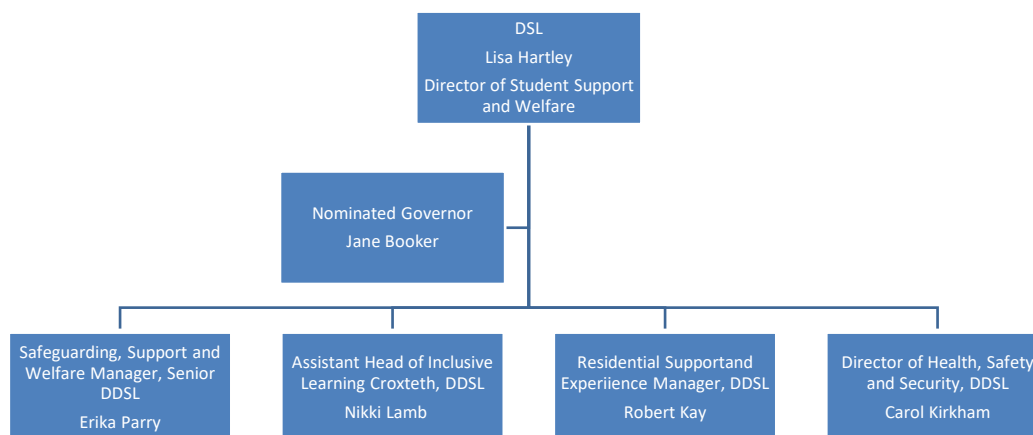 DSL
Lisa Hartley
Director of Student Support
and Welfare
Nominated Governor
Jane Booker
Safeguarding, Support and
Welfare Manager, Senior
DDSL
Erika Parry
Assistant Head of Inclusive
Learning Croxteth, DDSL
Nikki Lamb
Residential Supportand
Experiience Manager, DDSL
Robert Kay
Director of Health, Safety
and Security, DDSL
Carol Kirkham